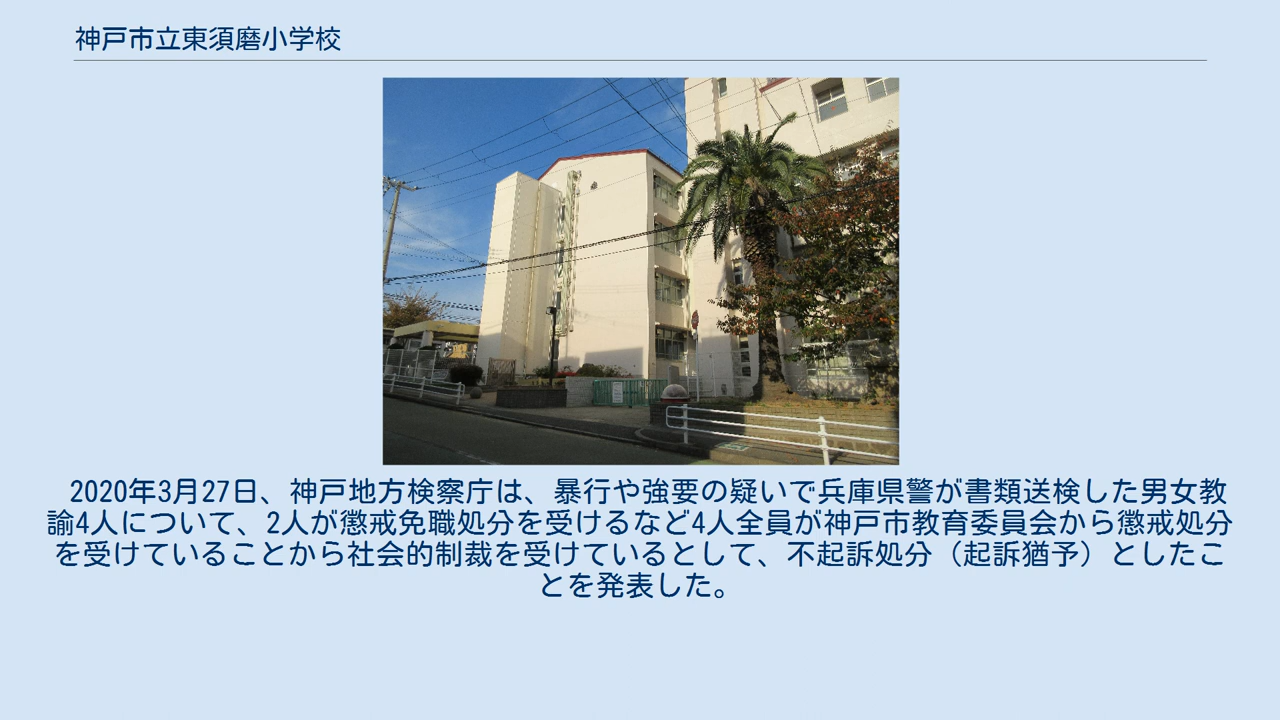 神戸市立東須磨小学校
2020年3月27日、神戸地方検察庁は、暴行や強要の疑いで兵庫県警が書類送検した男女教
諭4人について、2人が懲戒免職処分を受けるなど4人全員が神戸市教育委員会から懲戒処分
を受けていることから社会的制裁を受けているとして、不起訴処分（起訴猶予）としたこ
とを発表した。